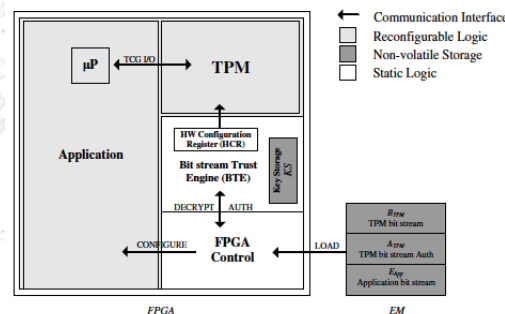 Communication Interface
Reconfigurable Logic
Non-volatile Storage
Static Logic
μP
TCG I/O
TPM
Application
HW Configuration
Register (HCR)
Bit stream Trust
Engine (BTE)
Key Storage
KS
DECRYPT AUTH
CONFIGURE
FPGA
Control
LOAD
B_TPM
TPM bit stream
A_TPM
TPM bit stream Auth
E_App
Application bit stream
FPGA
EM